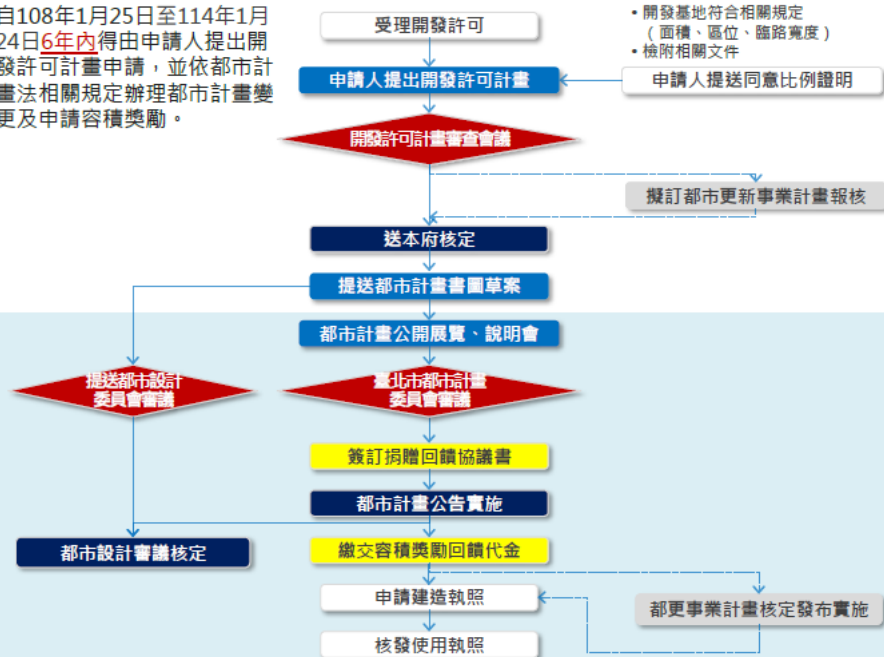 自108年1月25日至114年1月
24日6年內得由申請人提出開
發許可計畫申請，並依都市計
畫法相關規定辦理都市計畫變
更及申請容積獎勵。
受理開發許可
• 開發基地符合相關規定
（面積、區位、臨路寬度）
• 檢附相關文件
申請人提出開發許可計畫
申請人提送同意比例證明
開發許可計畫審查會議
擬訂都市更新事業計畫報核
送本府核定
提送都市計畫書圖草案
都市計畫公開展覽、說明會
提送都市設計
委員會審議
臺北市都市計畫
委員會審議
簽訂捐贈回饋協議書
都市計畫公告實施
都市設計審議核定
繳交容積獎勵回饋代金
申請建造執照
都更事業計畫核定發布實施
核發使用執照